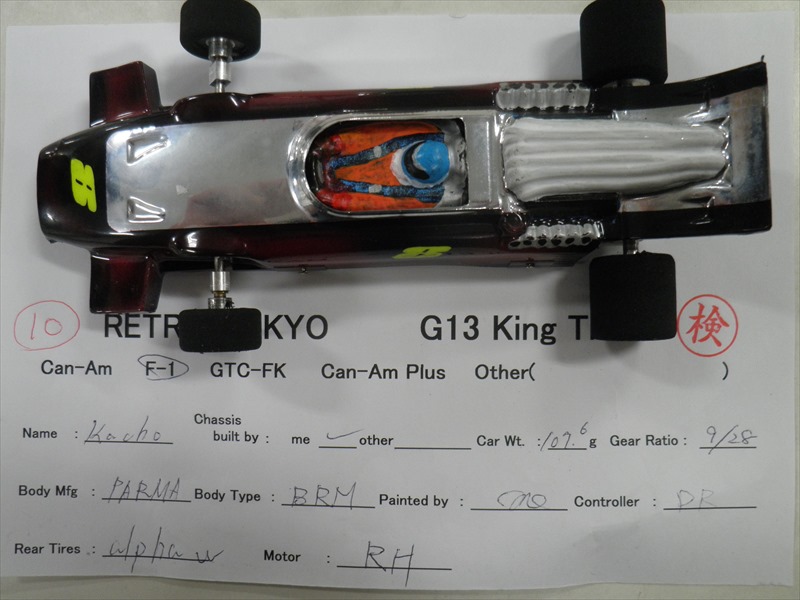 8
8
10 RETR KYO G13 King T 検
Can-Am F-1 GTC-FK Can-Am Plus Other( )
Name : Kacho Chassis built by : me ✓ other Car Wt. : 107.6 g Gear Ratio : 9/28
Body Mfg : PARMA Body Type : BRM Painted by : me Controller : DR
Rear Tires : alpha Motor : RH